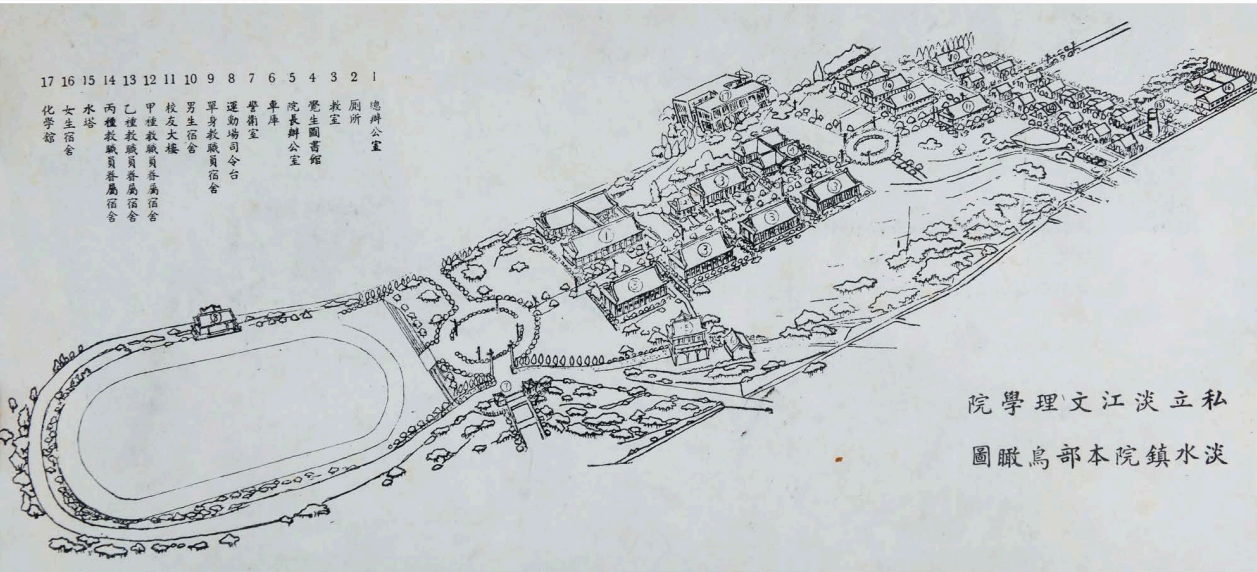 私立淡江文理學院
淡水鎮院本部鳥瞰圖
1 總辦公室
2 厠所
3 教室
4 覺生圖書館
5 院長辦公室
6 車庫
7 警衛室
8 運動場司令台
9 單身教職員宿舍
10 男生宿舍
11 校友大樓
12 甲種教職員眷屬宿舍
13 乙種教職員眷屬宿舍
14 丙種教職員眷屬宿舍
15 水塔
16 女生宿舍
17 化学館